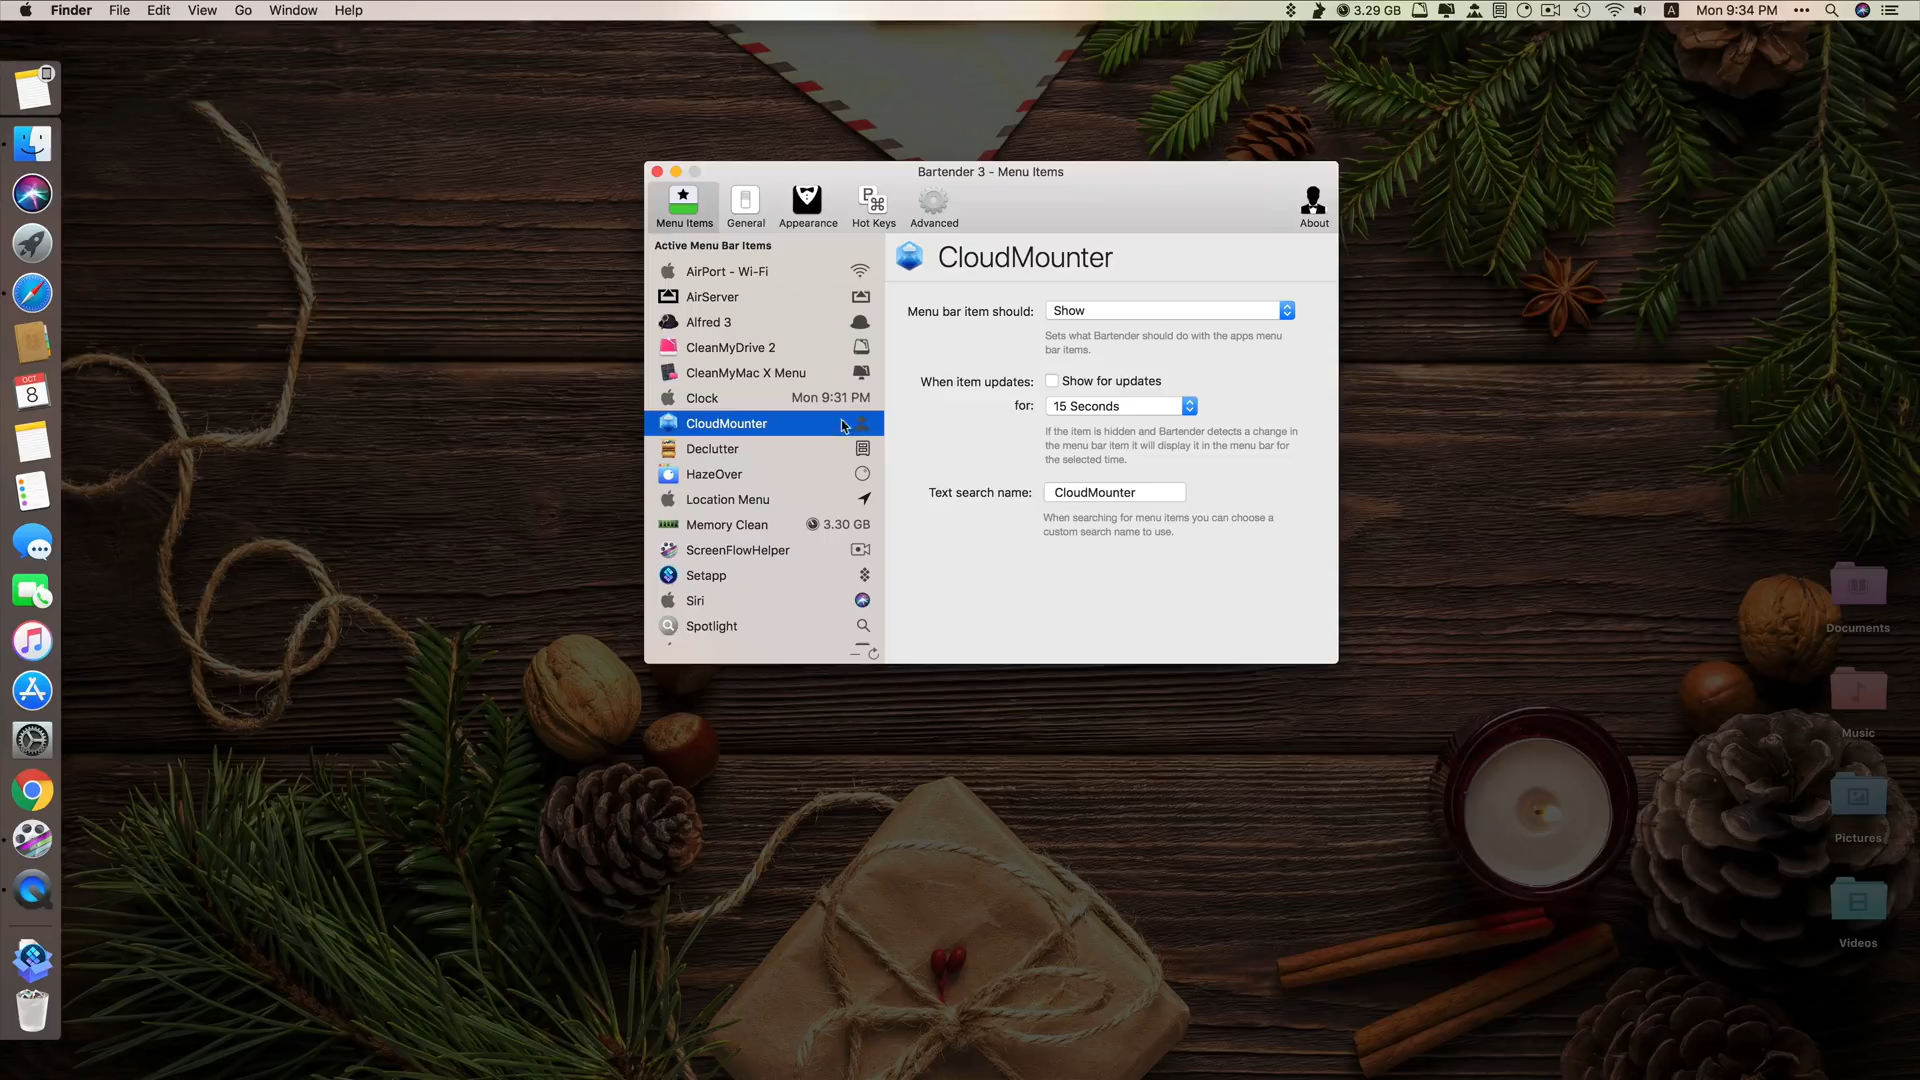 Finder File Edit View Go Window Help
3.29 GB A Mon 9:34 PM
OCT
8
Bartender 3 - Menu Items
Menu Items General Appearance Hot Keys Advanced About
Active Menu Bar Items
AirPort - Wi-Fi
AirServer
Alfred 3
CleanMyDrive 2
CleanMyMac X Menu
Clock Mon 9:31 PM
CloudMounter
Declutter
HazeOver
Location Menu
Memory Clean 3.30 GB
ScreenFlowHelper
Setapp
Siri
Spotlight
CloudMounter
Menu bar item should: Show
Sets what Bartender should do with the apps menu
bar items.
When item updates: Show for updates
for: 15 Seconds
If the item is hidden and Bartender detects a change in
the menu bar item it will display it in the menu bar for
the selected time.
Text search name: CloudMounter
When searching for menu items you can choose a
custom search name to use.
Documents
Music
Pictures
Videos